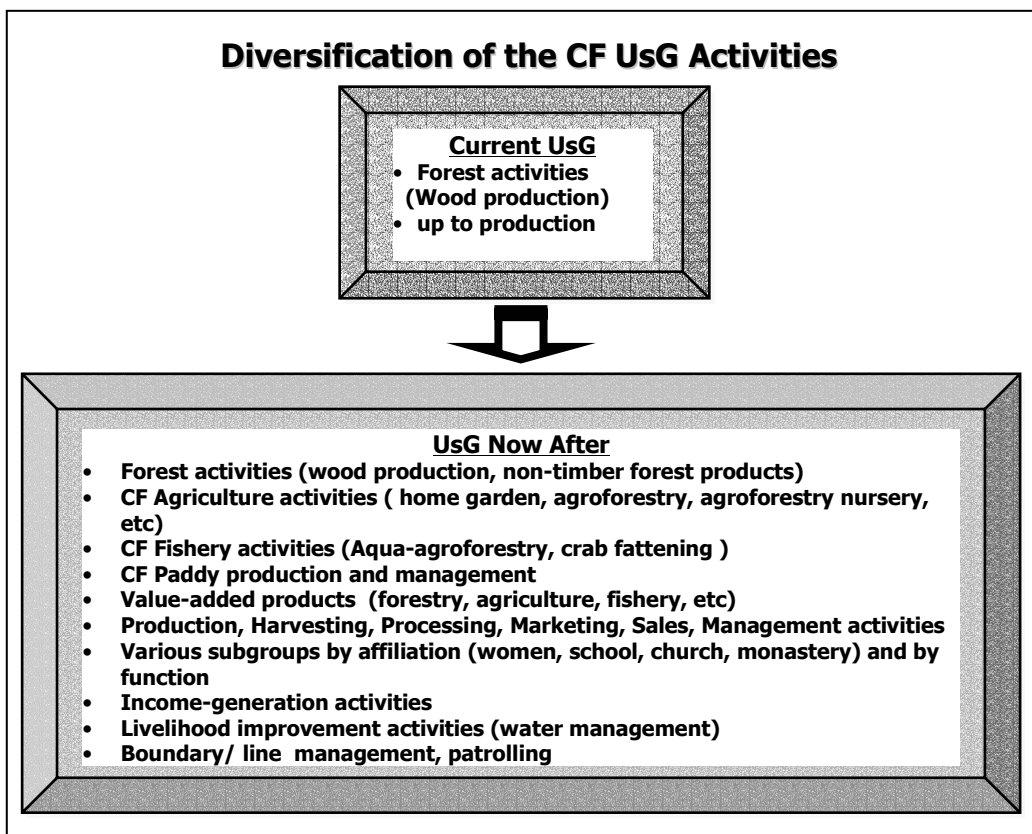 Diversification of the CF UsG Activities
Current UsG
• Forest activities
(Wood production)
• up to production
UsG Now After
• Forest activities (wood production, non-timber forest products)
• CF Agriculture activities ( home garden, agroforestry, agroforestry nursery,
etc)
• CF Fishery activities (Aqua-agroforestry, crab fattening )
• CF Paddy production and management
• Value-added products (forestry, agriculture, fishery, etc)
• Production, Harvesting, Processing, Marketing, Sales, Management activities
• Various subgroups by affiliation (women, school, church, monastery) and by
function
• Income-generation activities
• Livelihood improvement activities (water management)
• Boundary/ line management, patrolling